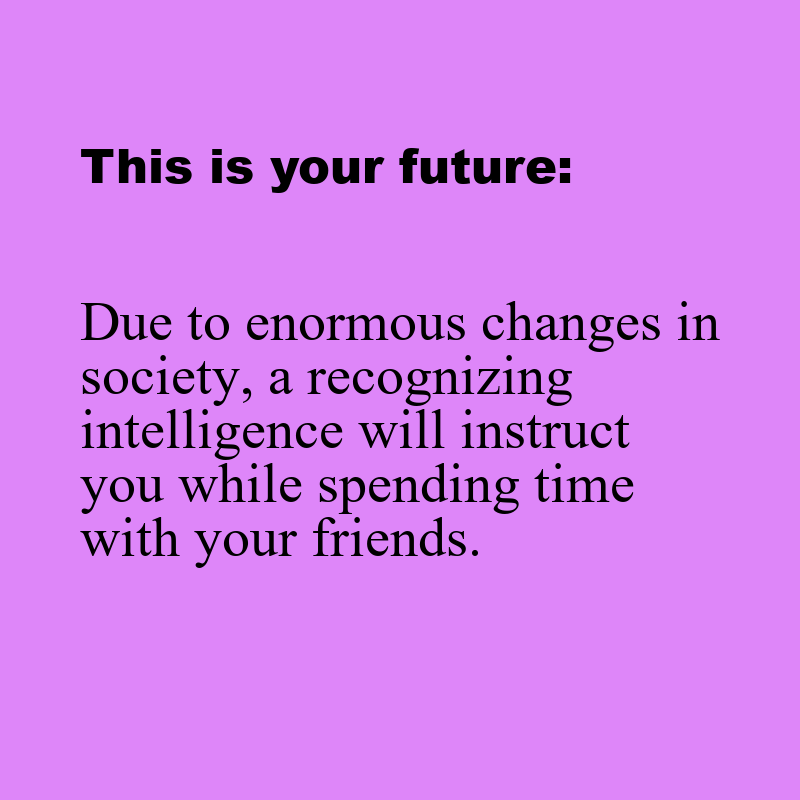 This is your future:
Due to enormous changes in
society, a recognizing
intelligence will instruct
you while spending time
with your friends.